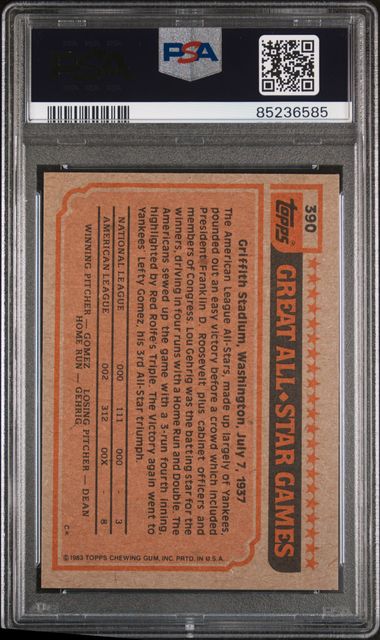 PSA
85236585
390
TOPPS®
GREAT ALL★STAR GAMES
Griffith Stadium, Washington, July 7, 1937
The American League All-Stars, made up largely of Yankees,
pounded out an easy victory before a crowd which included
President Franklin D. Roosevelt plus cabinet officers and
members of Congress. Lou Gehrig was the batting star for the
winners, driving in four runs with a Home Run and Double. The
Americans sewed up the game with a 3-run fourth inning,
highlighted by Red Rolfe's Triple. The Victory again went to
Yankees' Lefty Gomez, his 3rd All-Star triumph.
NATIONAL LEAGUE 000 111 000 - 3
AMERICAN LEAGUE 002 312 00X - 8
WINNING PITCHER — GOMEZ LOSING PITCHER — DEAN
HOME RUN — GEHRIG
©1983 TOPPS CHEWING GUM, INC. PRTD. IN U.S.A.